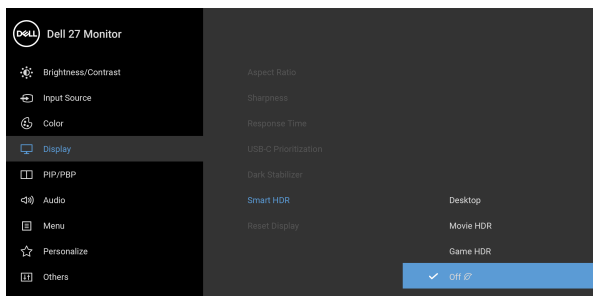 DELL Dell 27 Monitor
Brightness/Contrast Aspect Ratio
Input Source Sharpness
Color Response Time
Display USB-C Prioritization
PIP/PBP Dark Stabilizer
Audio Smart HDR Desktop
Menu Reset Display Movie HDR
Personalize Game HDR
Others Off